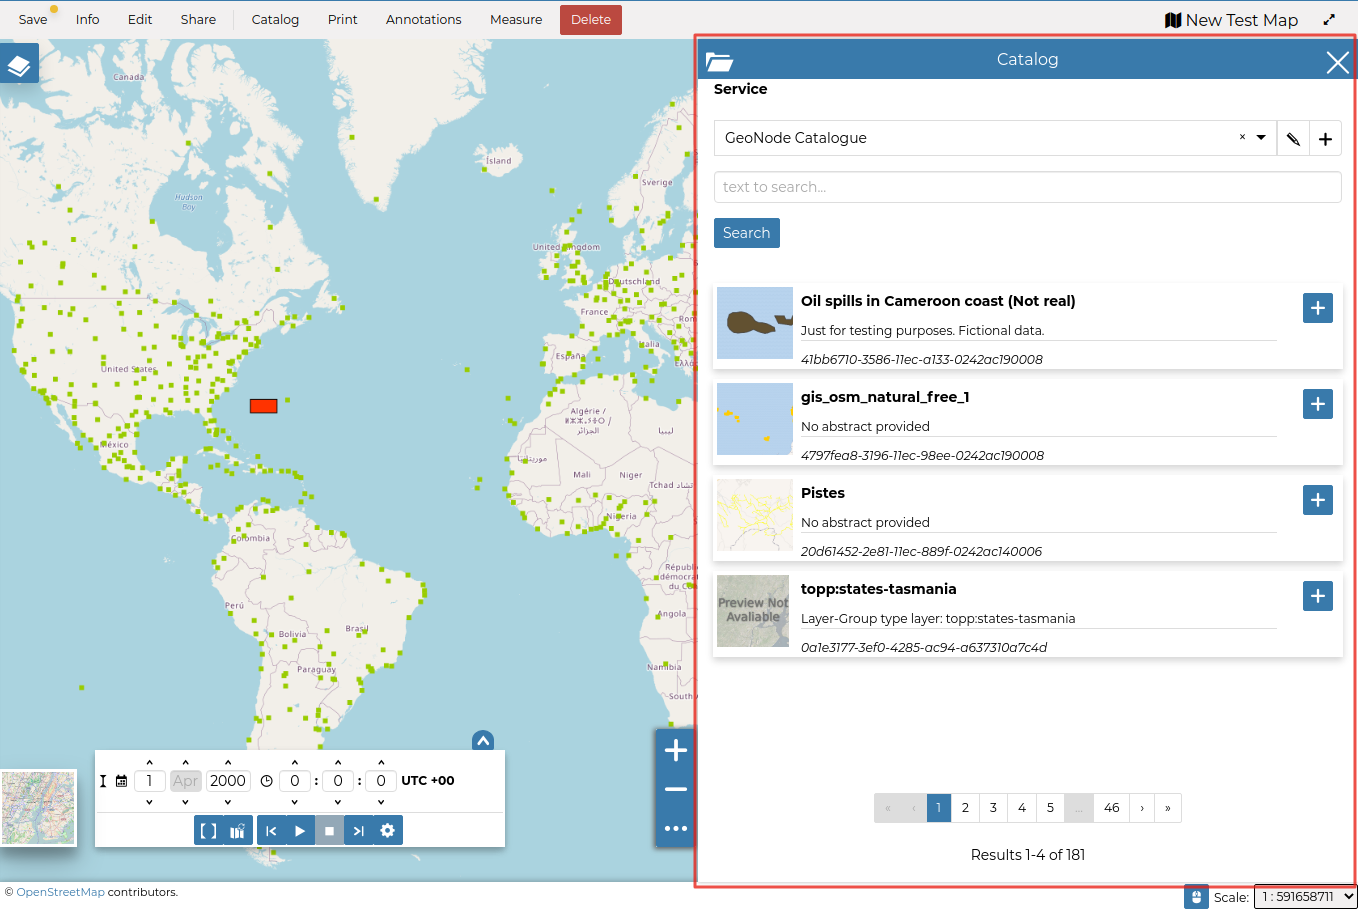 Save Info Edit Share Catalog Print Annotations Measure Delete New Test Map
Catalog
Service
GeoNode Catalogue
text to search...
Search
Oil spills in Cameroon coast (Not real)
Just for testing purposes. Fictional data.
41bb6710-3586-11ec-a133-0242ac190008
gis_osm_natural_free_1
No abstract provided
4797fea8-3196-11ec-98ee-0242ac190008
Pistes
No abstract provided
20d61452-2e81-11ec-889f-0242ac140006
Preview Not
Avaliable
topp:states-tasmania
Layer-Group type layer: topp:states-tasmania
0a1e3177-3ef0-4285-ac94-a637310a7c4d
« ‹ 1 2 3 4 5 ... 46 › »
Results 1-4 of 181
Canada
Hudson
Bay
Ísland
Sverige
United Kingdom
Deutschland
France
España
Italia
United States
México
Algérie /
ⵍⵣⵣⴰⵢⴻⵔ /
الجزائر
ليبيا
موريتانيا
Mali
Niger
Tchad تشاد
Nigeria
Colombia
Perú
Brasil
Bolivia
Paraguay
Angola
Namibia
South
1 Apr 2000 0 : 0 : 0 UTC +00
© OpenStreetMap contributors.
Scale: 1 : 591658711